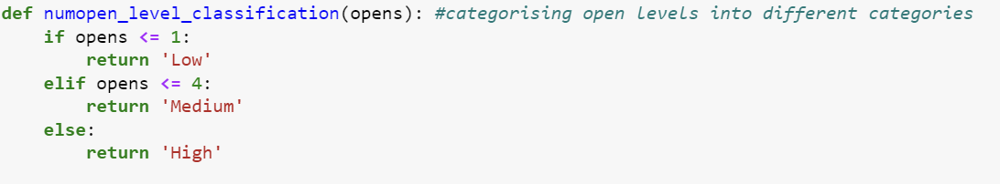 def numopen_level_classification(opens): #categorising open levels into different categories
    if opens <= 1:
        return 'Low'
    elif opens <= 4:
        return 'Medium'
    else:
        return 'High'